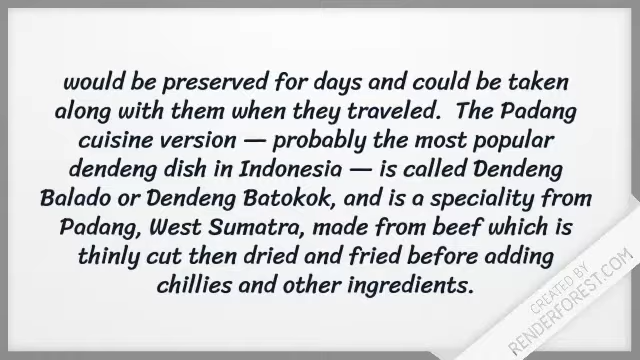 would be preserved for days and could be taken
along with them when they traveled. The Padang
cuisine version — probably the most popular
dendeng dish in Indonesia — is called Dendeng
Balado or Dendeng Batokok, and is a speciality from
Padang, West Sumatra, made from beef which is
thinly cut then dried and fried before adding
chillies and other ingredients.
CREATED BY
RENDERFOREST.COM